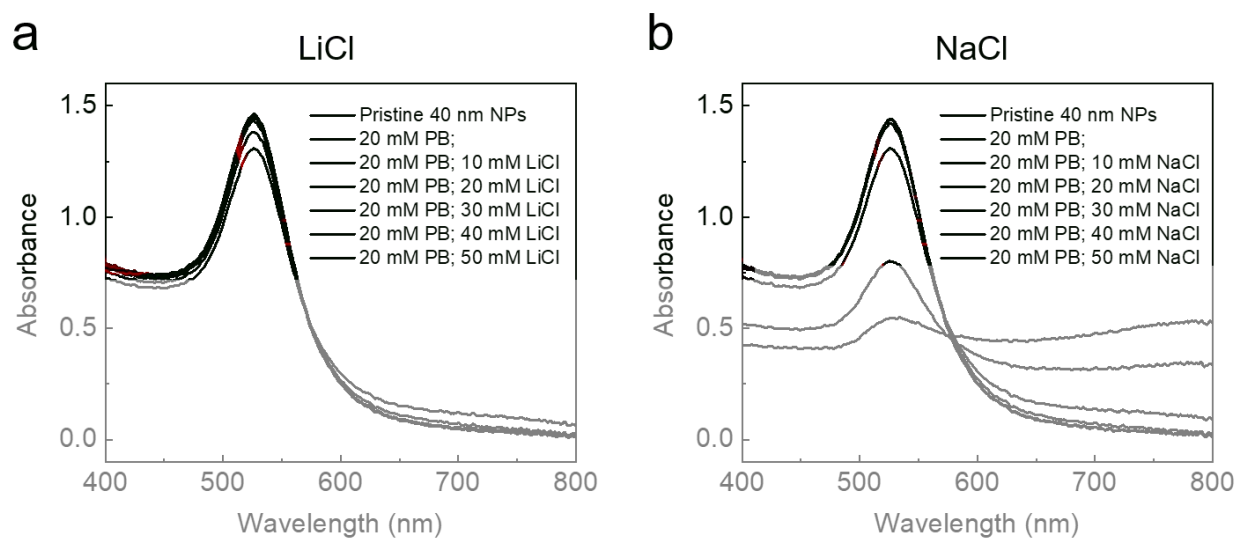 a
LiCl
1.5
1.0
0.5
0.0
Absorbance
Pristine 40 nm NPs
20 mM PB;
20 mM PB; 10 mM LiCl
20 mM PB; 20 mM LiCl
20 mM PB; 30 mM LiCl
20 mM PB; 40 mM LiCl
20 mM PB; 50 mM LiCl
400 500 600 700 800
Wavelength (nm)
b
NaCl
1.5
1.0
0.5
0.0
Absorbance
Pristine 40 nm NPs
20 mM PB;
20 mM PB; 10 mM NaCl
20 mM PB; 20 mM NaCl
20 mM PB; 30 mM NaCl
20 mM PB; 40 mM NaCl
20 mM PB; 50 mM NaCl
400 500 600 700 800
Wavelength (nm)